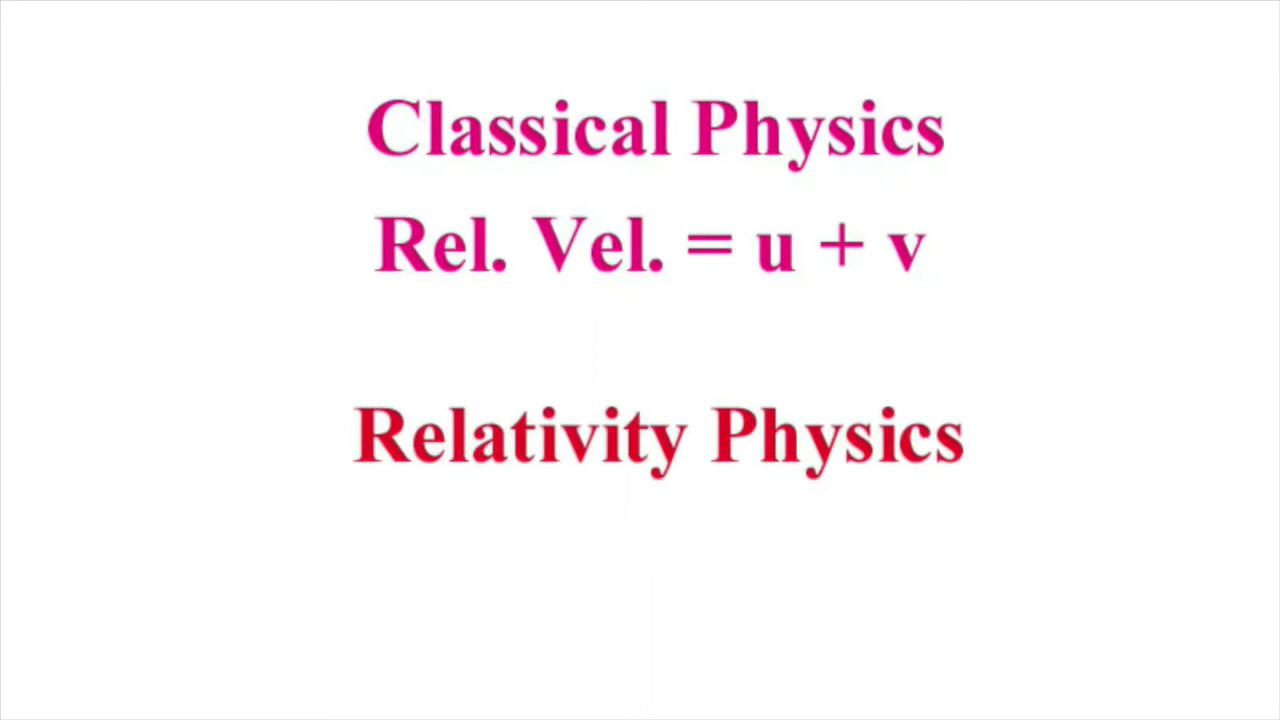 Classical Physics
Rel. Vel. = u + v
Relativity Physics